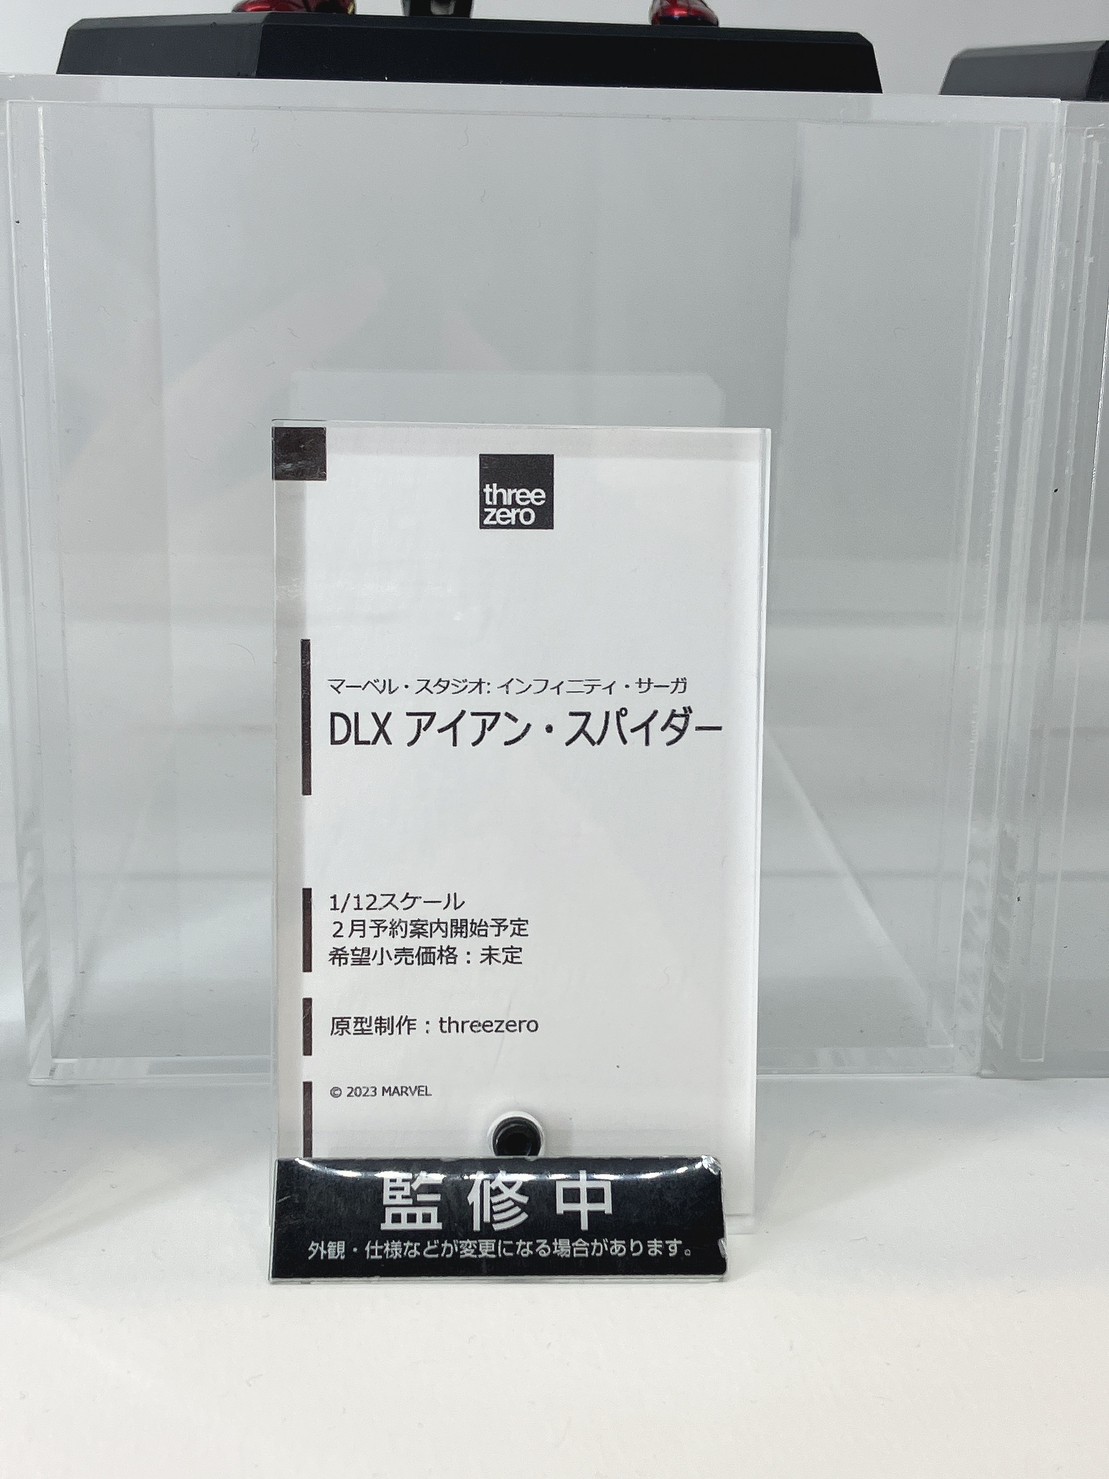 three
zero
マーベル・スタジオ: インフィニティ・サーガ
DLX アイアン・スパイダー
1/12スケール
２月予約案内開始予定
希望小売価格：未定
原型制作：threezero
© 2023 MARVEL
監修中
外観・仕様などが変更になる場合があります。